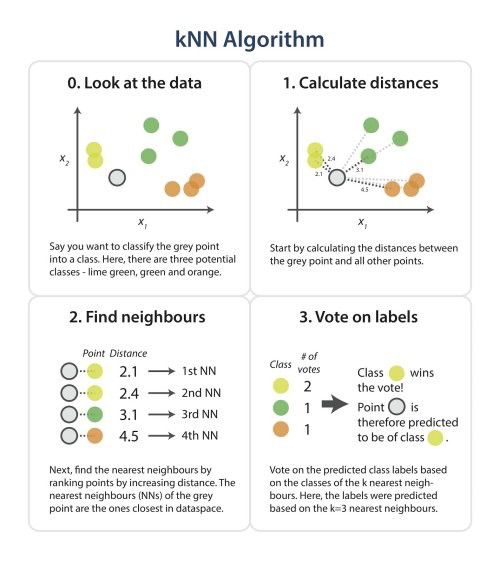 kNN Algorithm
0. Look at the data
x2
x1
Say you want to classify the grey point
into a class. Here, there are three potential
classes - lime green, green and orange.
1. Calculate distances
x2
2.4
2.1
3.1
4.5
x1
Start by calculating the distances between
the grey point and all other points.
2. Find neighbours
Point Distance
2.1 1st NN
2.4 2nd NN
3.1 3rd NN
4.5 4th NN
Next, find the nearest neighbours by
ranking points by increasing distance. The
nearest neighbours (NNs) of the grey
point are the ones closest in dataspace.
3. Vote on labels
Class # of votes
2
1
1
Class wins
the vote!
Point is
therefore predicted
to be of class .
Vote on the predicted class labels based
on the classes of the k nearest neigh-
bours. Here, the labels were predicted
based on the k=3 nearest neighbours.